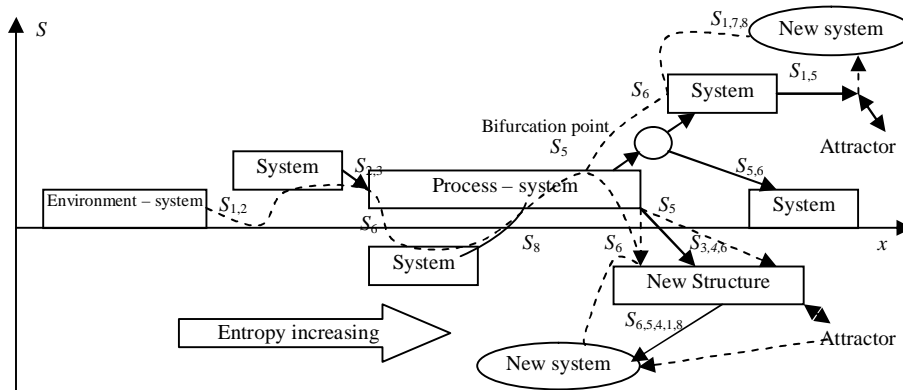 S
S1,7,8
New system
S1,5
S6
System
Bifurcation point
S5
Attractor
System
S2,3
Process – system
S5,6
Environment – system
S1,2
S6
S5
System
S8
S6
S3,4,6
x
System
New Structure
Entropy increasing
S6,5,4,1,8
Attractor
New system